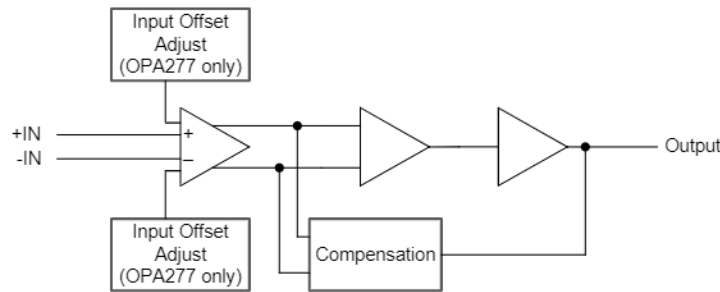 Input Offset
Adjust
(OPA277 only)
+IN
+
-IN
–
Output
Input Offset
Adjust
(OPA277 only)
Compensation